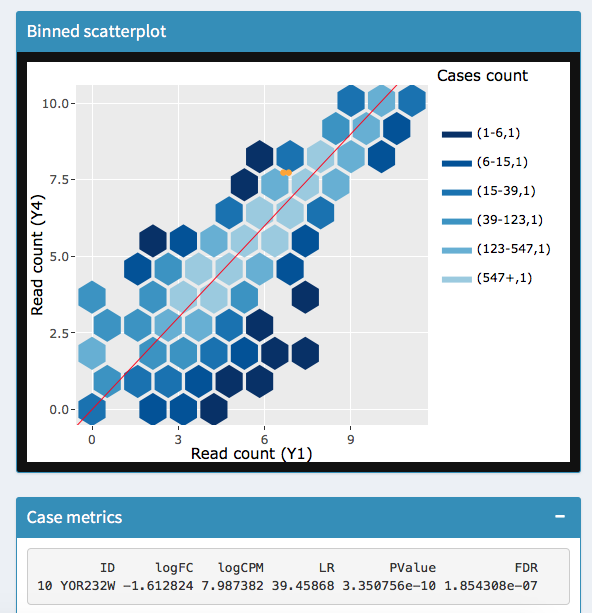 Binned scatterplot
Cases count
(1-6,1)
(6-15,1)
(15-39,1)
(39-123,1)
(123-547,1)
(547+,1)
Read count (Y4)
10.0
7.5
5.0
2.5
0.0
0 3 6 9
Read count (Y1)
Case metrics −
ID logFC logCPM LR PValue FDR
10 YOR232W −1.612824 7.987382 39.45868 3.350756e−10 1.854308e−07